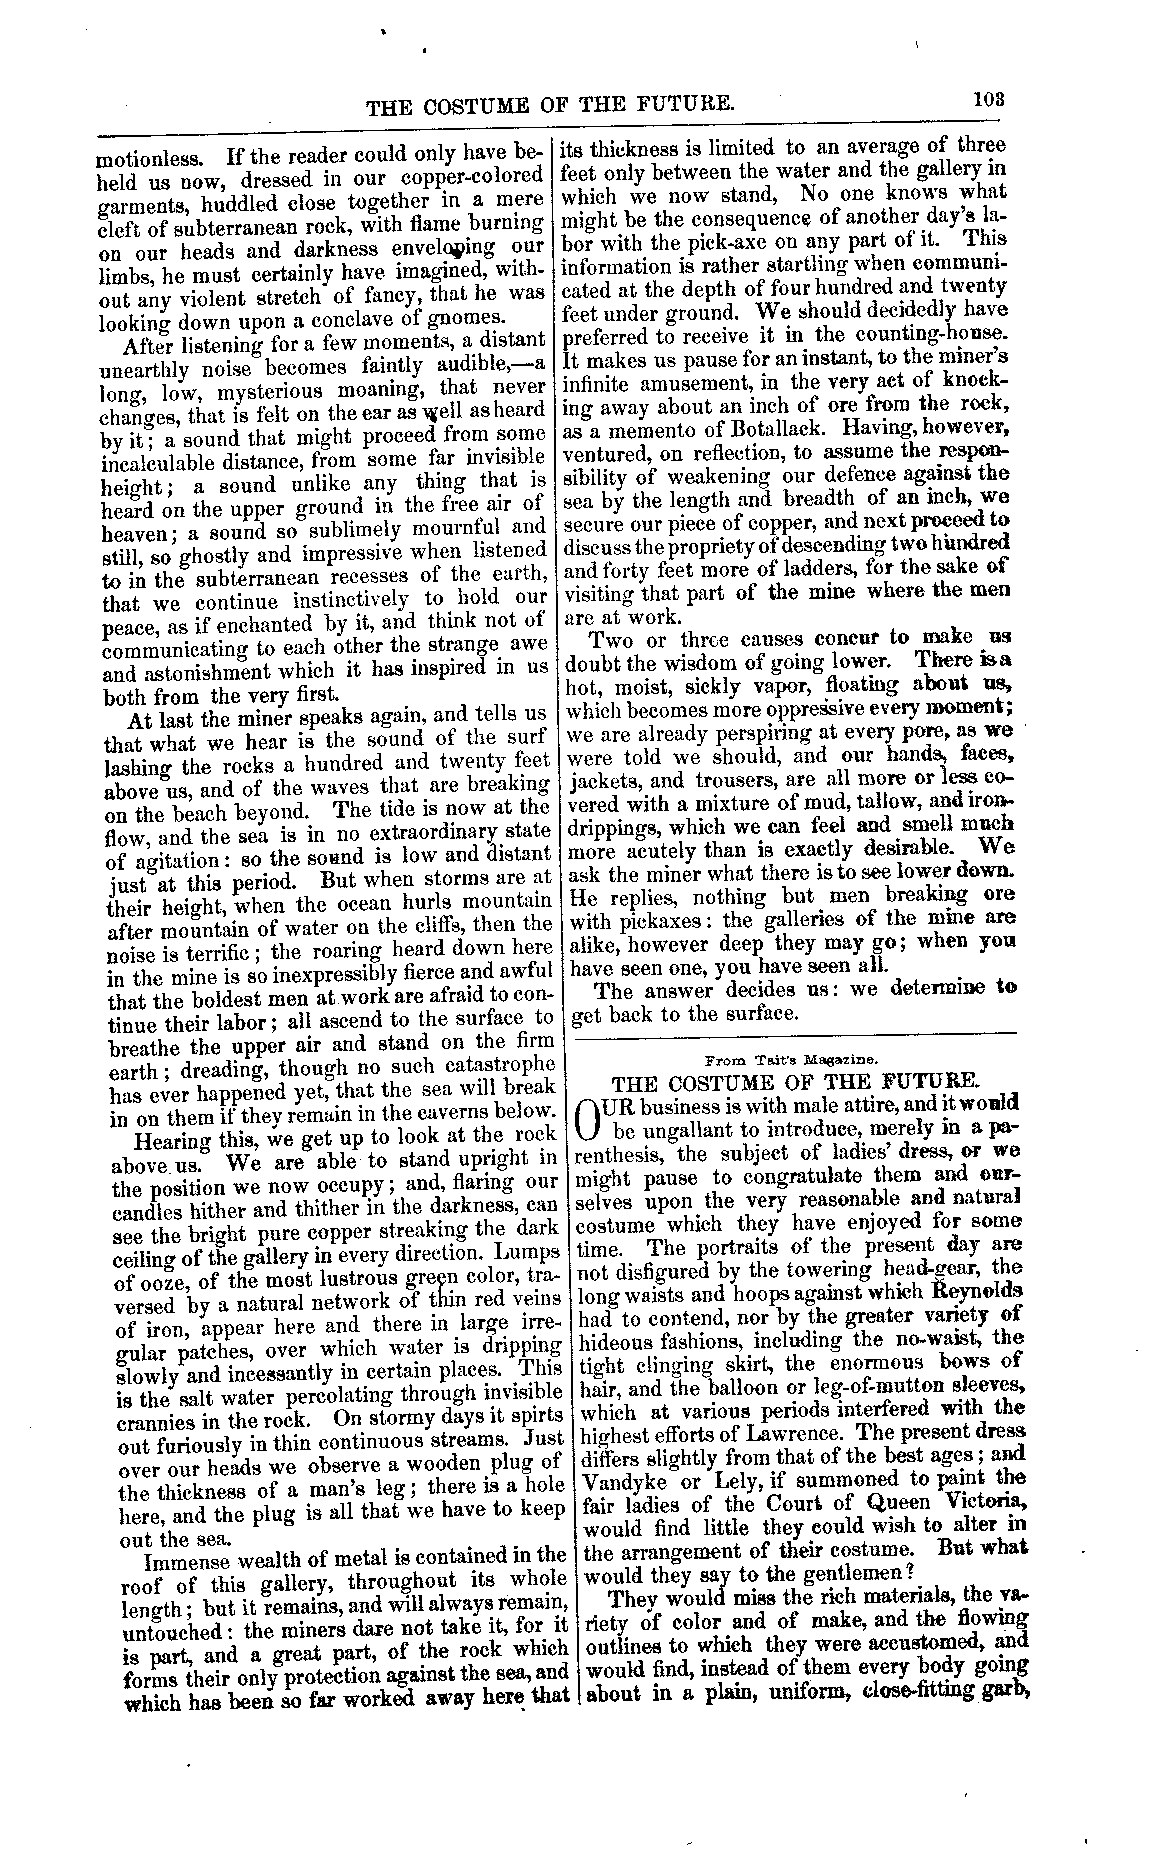 THE COSTUME OF THE FUTURE.
103
motionless. If the reader could only have be-
held us now, dressed in our copper-colored
garments, huddled close together in a mere
cleft of subterranean rock, with flame burning
on our heads and darkness enveloping our
limbs, he must certainly have imagined, with-
out any violent stretch of fancy, that he was
looking down upon a conclave of gnomes.
After listening for a few moments, a distant
unearthly noise becomes faintly audible,—a
long, low, mysterious moaning, that never
changes, that is felt on the ear as well as heard
by it; a sound that might proceed from some
incalculable distance, from some far invisible
height; a sound unlike any thing that is
heard on the upper ground in the free air of
heaven; a sound so sublimely mournful and
still, so ghostly and impressive when listened
to in the subterranean recesses of the earth,
that we continue instinctively to hold our
peace, as if enchanted by it, and think not of
communicating to each other the strange awe
and astonishment which it has inspired in us
both from the very first.
At last the miner speaks again, and tells us
that what we hear is the sound of the surf
lashing the rocks a hundred and twenty feet
above us, and of the waves that are breaking
on the beach beyond. The tide is now at the
flow, and the sea is in no extraordinary state
of agitation: so the sound is low and distant
just at this period. But when storms are at
their height, when the ocean hurls mountain
after mountain of water on the cliffs, then the
noise is terrific; the roaring heard down here
in the mine is so inexpressibly fierce and awful
that the boldest men at work are afraid to con-
tinue their labor; all ascend to the surface to
breathe the upper air and stand on the firm
earth; dreading, though no such catastrophe
has ever happened yet, that the sea will break
in on them if they remain in the caverns below.
Hearing this, we get up to look at the rock
above us. We are able to stand upright in
the position we now occupy; and, flaring our
candles hither and thither in the darkness, can
see the bright pure copper streaking the dark
ceiling of the gallery in every direction. Lumps
of ooze, of the most lustrous green color, tra-
versed by a natural network of thin red veins
of iron, appear here and there in large irre-
gular patches, over which water is dripping
slowly and incessantly in certain places. This
is the salt water percolating through invisible
crannies in the rock. On stormy days it spirts
out furiously in thin continuous streams. Just
over our heads we observe a wooden plug of
the thickness of a man's leg; there is a hole
here, and the plug is all that we have to keep
out the sea.
Immense wealth of metal is contained in the
roof of this gallery, throughout its whole
length; but it remains, and will always remain,
untouched: the miners dare not take it, for it
is part, and a great part, of the rock which
forms their only protection against the sea, and
which has been so far worked away here that
its thickness is limited to an average of three
feet only between the water and the gallery in
which we now stand, No one knows what
might be the consequence of another day's la-
bor with the pick-axe on any part of it. This
information is rather startling when communi-
cated at the depth of four hundred and twenty
feet under ground. We should decidedly have
preferred to receive it in the counting-house.
It makes us pause for an instant, to the miner's
infinite amusement, in the very act of knock-
ing away about an inch of ore from the rock,
as a memento of Botallack. Having, however,
ventured, on reflection, to assume the respon-
sibility of weakening our defence against the
sea by the length and breadth of an inch, we
secure our piece of copper, and next proceed to
discuss the propriety of descending two hundred
and forty feet more of ladders, for the sake of
visiting that part of the mine where the men
are at work.
Two or three causes concur to make us
doubt the wisdom of going lower. There is a
hot, moist, sickly vapor, floating about us,
which becomes more oppressive every moment;
we are already perspiring at every pore, as we
were told we should, and our hands, faces,
jackets, and trousers, are all more or less co-
vered with a mixture of mud, tallow, and iron-
drippings, which we can feel and smell much
more acutely than is exactly desirable. We
ask the miner what there is to see lower down.
He replies, nothing but men breaking ore
with pickaxes: the galleries of the mine are
alike, however deep they may go; when you
have seen one, you have seen all.
The answer decides us: we determine to
get back to the surface.
From Tait's Magazine.
THE COSTUME OF THE FUTURE.
OUR business is with male attire, and it would
be ungallant to introduce, merely in a pa-
renthesis, the subject of ladies' dress, or we
might pause to congratulate them and our-
selves upon the very reasonable and natural
costume which they have enjoyed for some
time. The portraits of the present day are
not disfigured by the towering head-gear, the
long waists and hoops against which Reynolds
had to contend, nor by the greater variety of
hideous fashions, including the no-waist, the
tight clinging skirt, the enormous bows of
hair, and the balloon or leg-of-mutton sleeves,
which at various periods interfered with the
highest efforts of Lawrence. The present dress
differs slightly from that of the best ages; and
Vandyke or Lely, if summoned to paint the
fair ladies of the Court of Queen Victoria,
would find little they could wish to alter in
the arrangement of their costume. But what
would they say to the gentlemen?
They would miss the rich materials, the va-
riety of color and of make, and the flowing
outlines to which they were accustomed, and
would find, instead of them every body going
about in a plain, uniform, close-fitting garb,